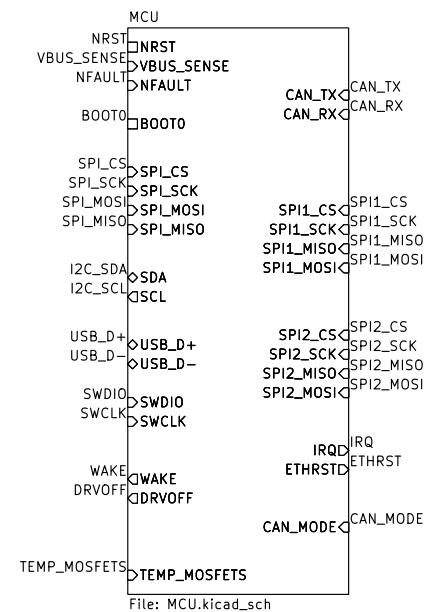 MCU
NRST
NRST
VBUS_SENSE
VBUS_SENSE
NFAULT
NFAULT
BOOT0
BOOT0
SPI_CS
SPI_CS
SPI_SCK
SPI_SCK
SPI_MOSI
SPI_MOSI
SPI_MISO
SPI_MISO
I2C_SDA
SDA
I2C_SCL
SCL
USB_D+
USB_D+
USB_D−
USB_D−
SWDIO
SWDIO
SWCLK
SWCLK
WAKE
WAKE
DRVOFF
DRVOFF
TEMP_MOSFETS
TEMP_MOSFETS
CAN_TX
CAN_TX
CAN_RX
CAN_RX
SPI1_CS
SPI1_CS
SPI1_SCK
SPI1_SCK
SPI1_MISO
SPI1_MISO
SPI1_MOSI
SPI1_MOSI
SPI2_CS
SPI2_CS
SPI2_SCK
SPI2_SCK
SPI2_MISO
SPI2_MISO
SPI2_MOSI
SPI2_MOSI
IRQ
IRQ
ETHRST
ETHRST
CAN_MODE
CAN_MODE
File: MCU.kicad_sch